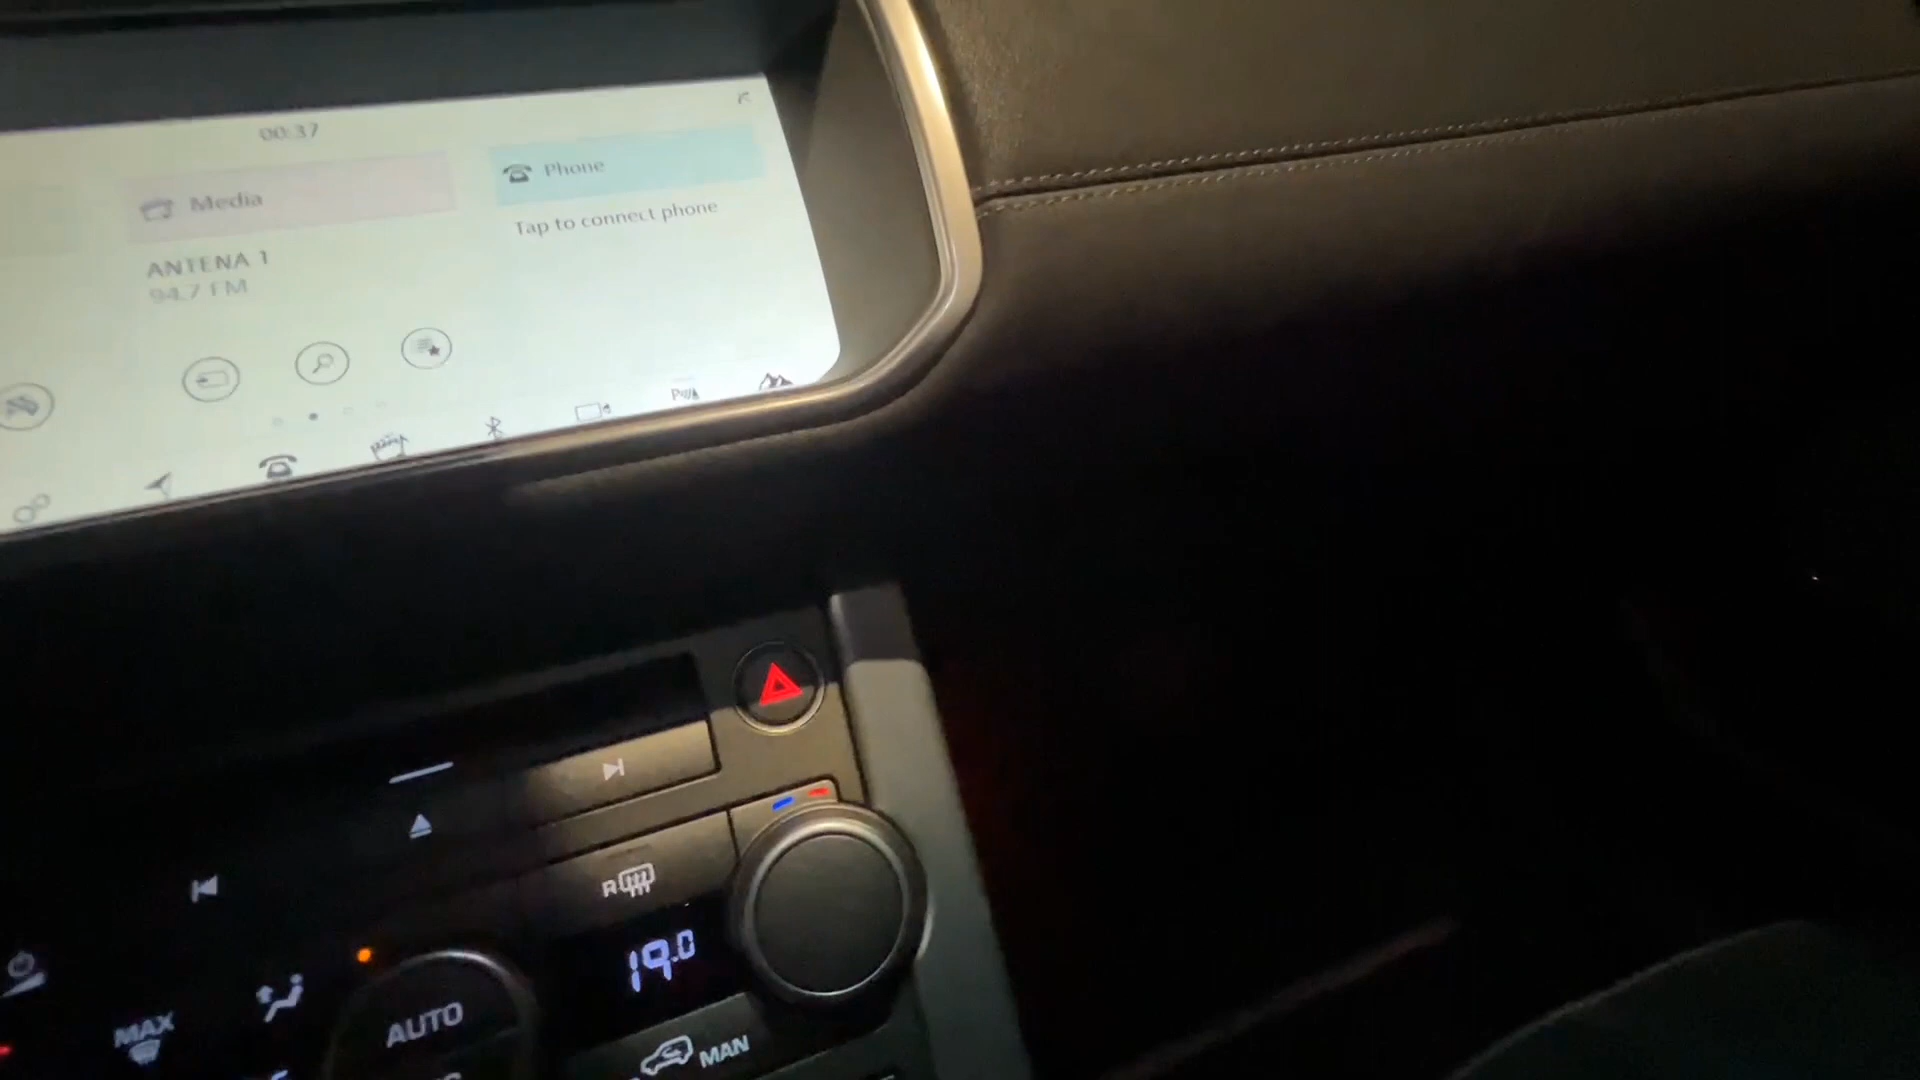 00:37
Media
Phone
Tap to connect phone
ANTENA 1
94.7 FM
R
19.0
MAX
AUTO
MAN